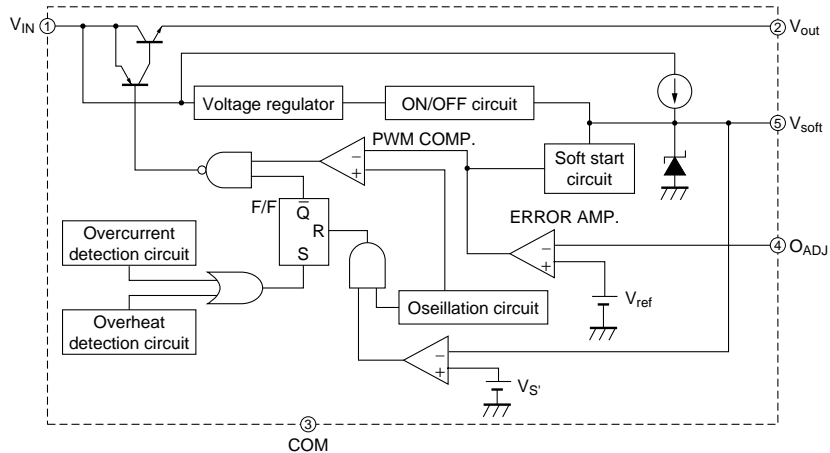 VIN ① ② Vout
Voltage regulator
ON/OFF circuit
⑤ Vsoft
PWM COMP.
Soft start
circuit
−
+
F/F
Q̅
R
S
ERROR AMP.
−
+
④ OADJ
Overcurrent
detection circuit
Vref
Oseillation circuit
Overheat
detection circuit
−
+
VS'
③
COM